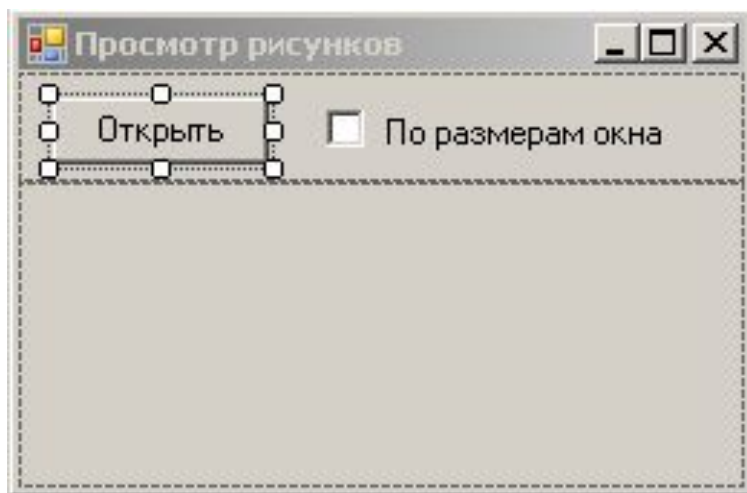 Просмотр рисунков
Открыть
По размерам окна